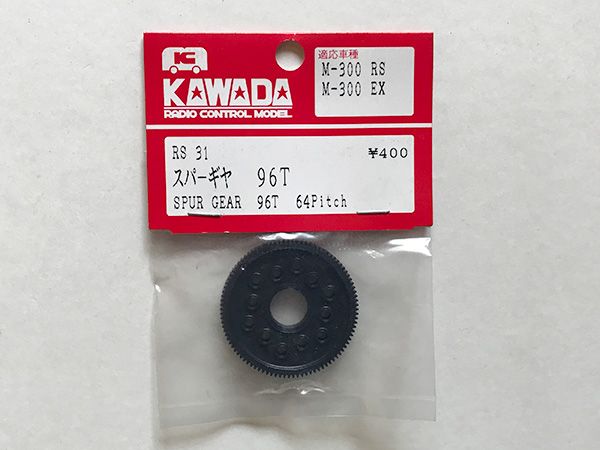 KAWADA
RADIO CONTROL MODEL
適応車種
M-300 RS
M-300 EX
RS 31
¥400
スパーギヤ 96T
SPUR GEAR 96T 64Pitch